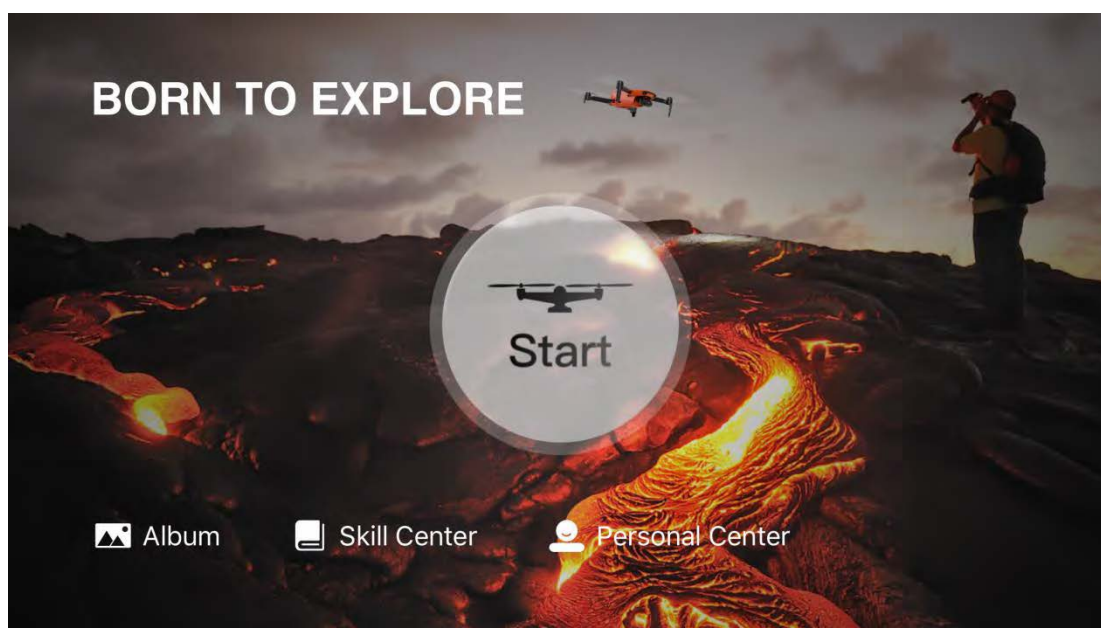 BORN TO EXPLORE
Start
Album
Skill Center
Personal Center